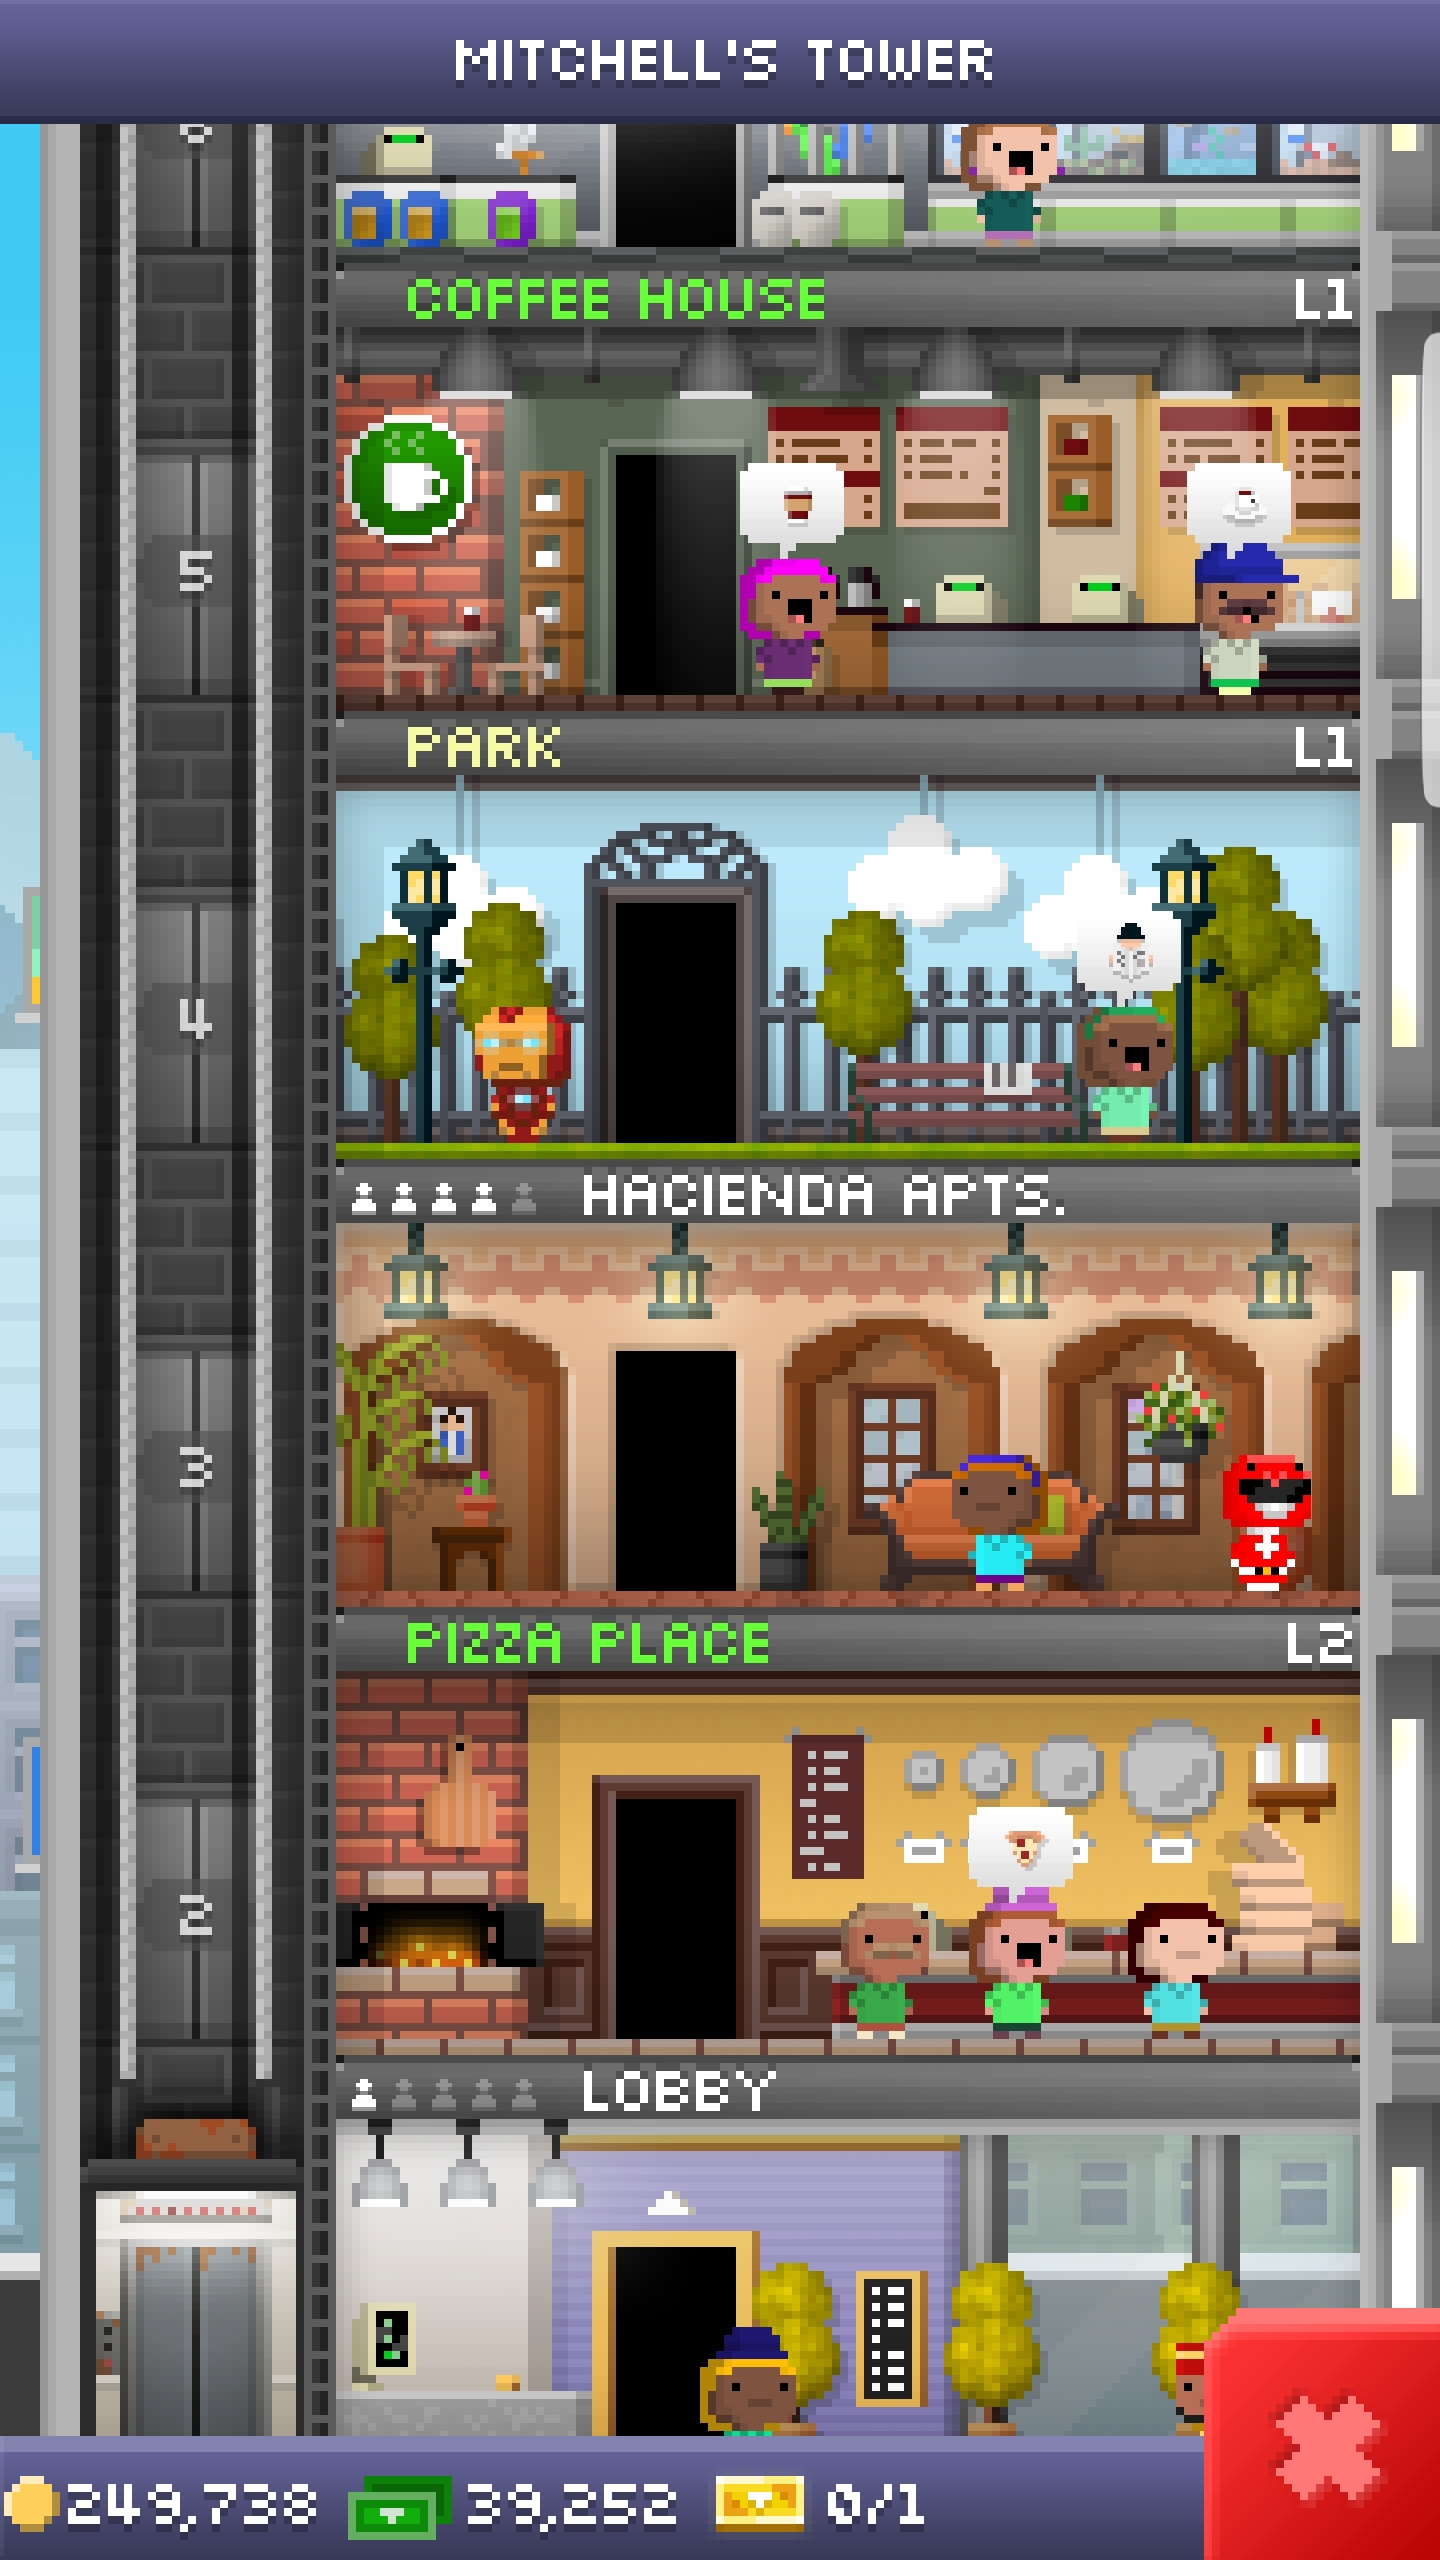 MITCHELL'S TOWER
COFFEE HOUSE L1
5
PARK L1
4
HACIENDA APTS.
3
PIZZA PLACE L2
2
LOBBY
249,738 39,252 0/1